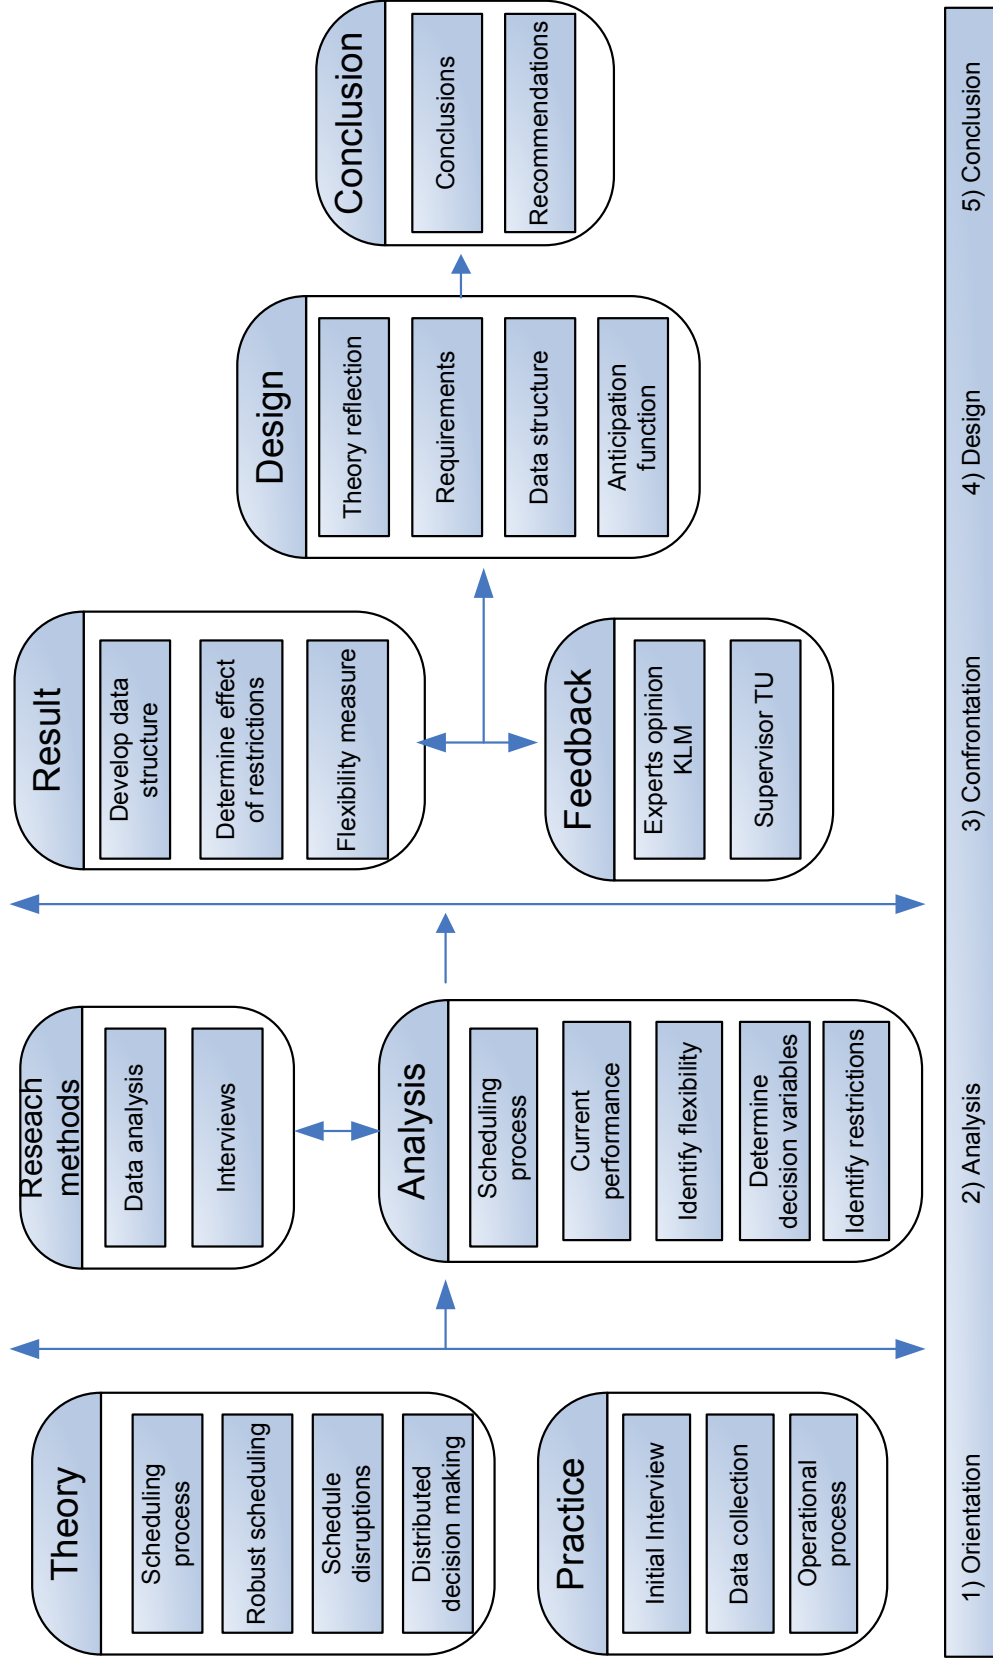 Theory
Scheduling
process
Robust scheduling
Schedule
disruptions
Distributed
decision making
Practice
Initial Interview
Data collection
Operational
process
Reseach
methods
Data analysis
Interviews
Analysis
Scheduling
process
Current
performance
Identify flexibility
Determine
decision variables
Identify restrictions
Result
Develop data
structure
Determine effect
of restrictions
Flexibility measure
Feedback
Experts opinion
KLM
Supervisor TU
Design
Theory reflection
Requirements
Data structure
Anticipation
function
Conclusion
Conclusions
Recommendations
1) Orientation
2) Analysis
3) Confrontation
4) Design
5) Conclusion